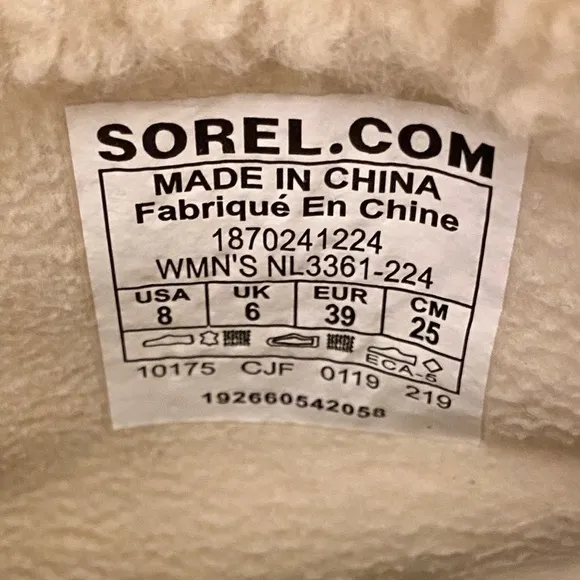 SOREL.COM
MADE IN CHINA
Fabriqué En Chine
1870241224
WMN'S NL3361-224
USA UK EUR CM
8 6 39 25
ECA-5
10175 CJF 0119 219
192660542058